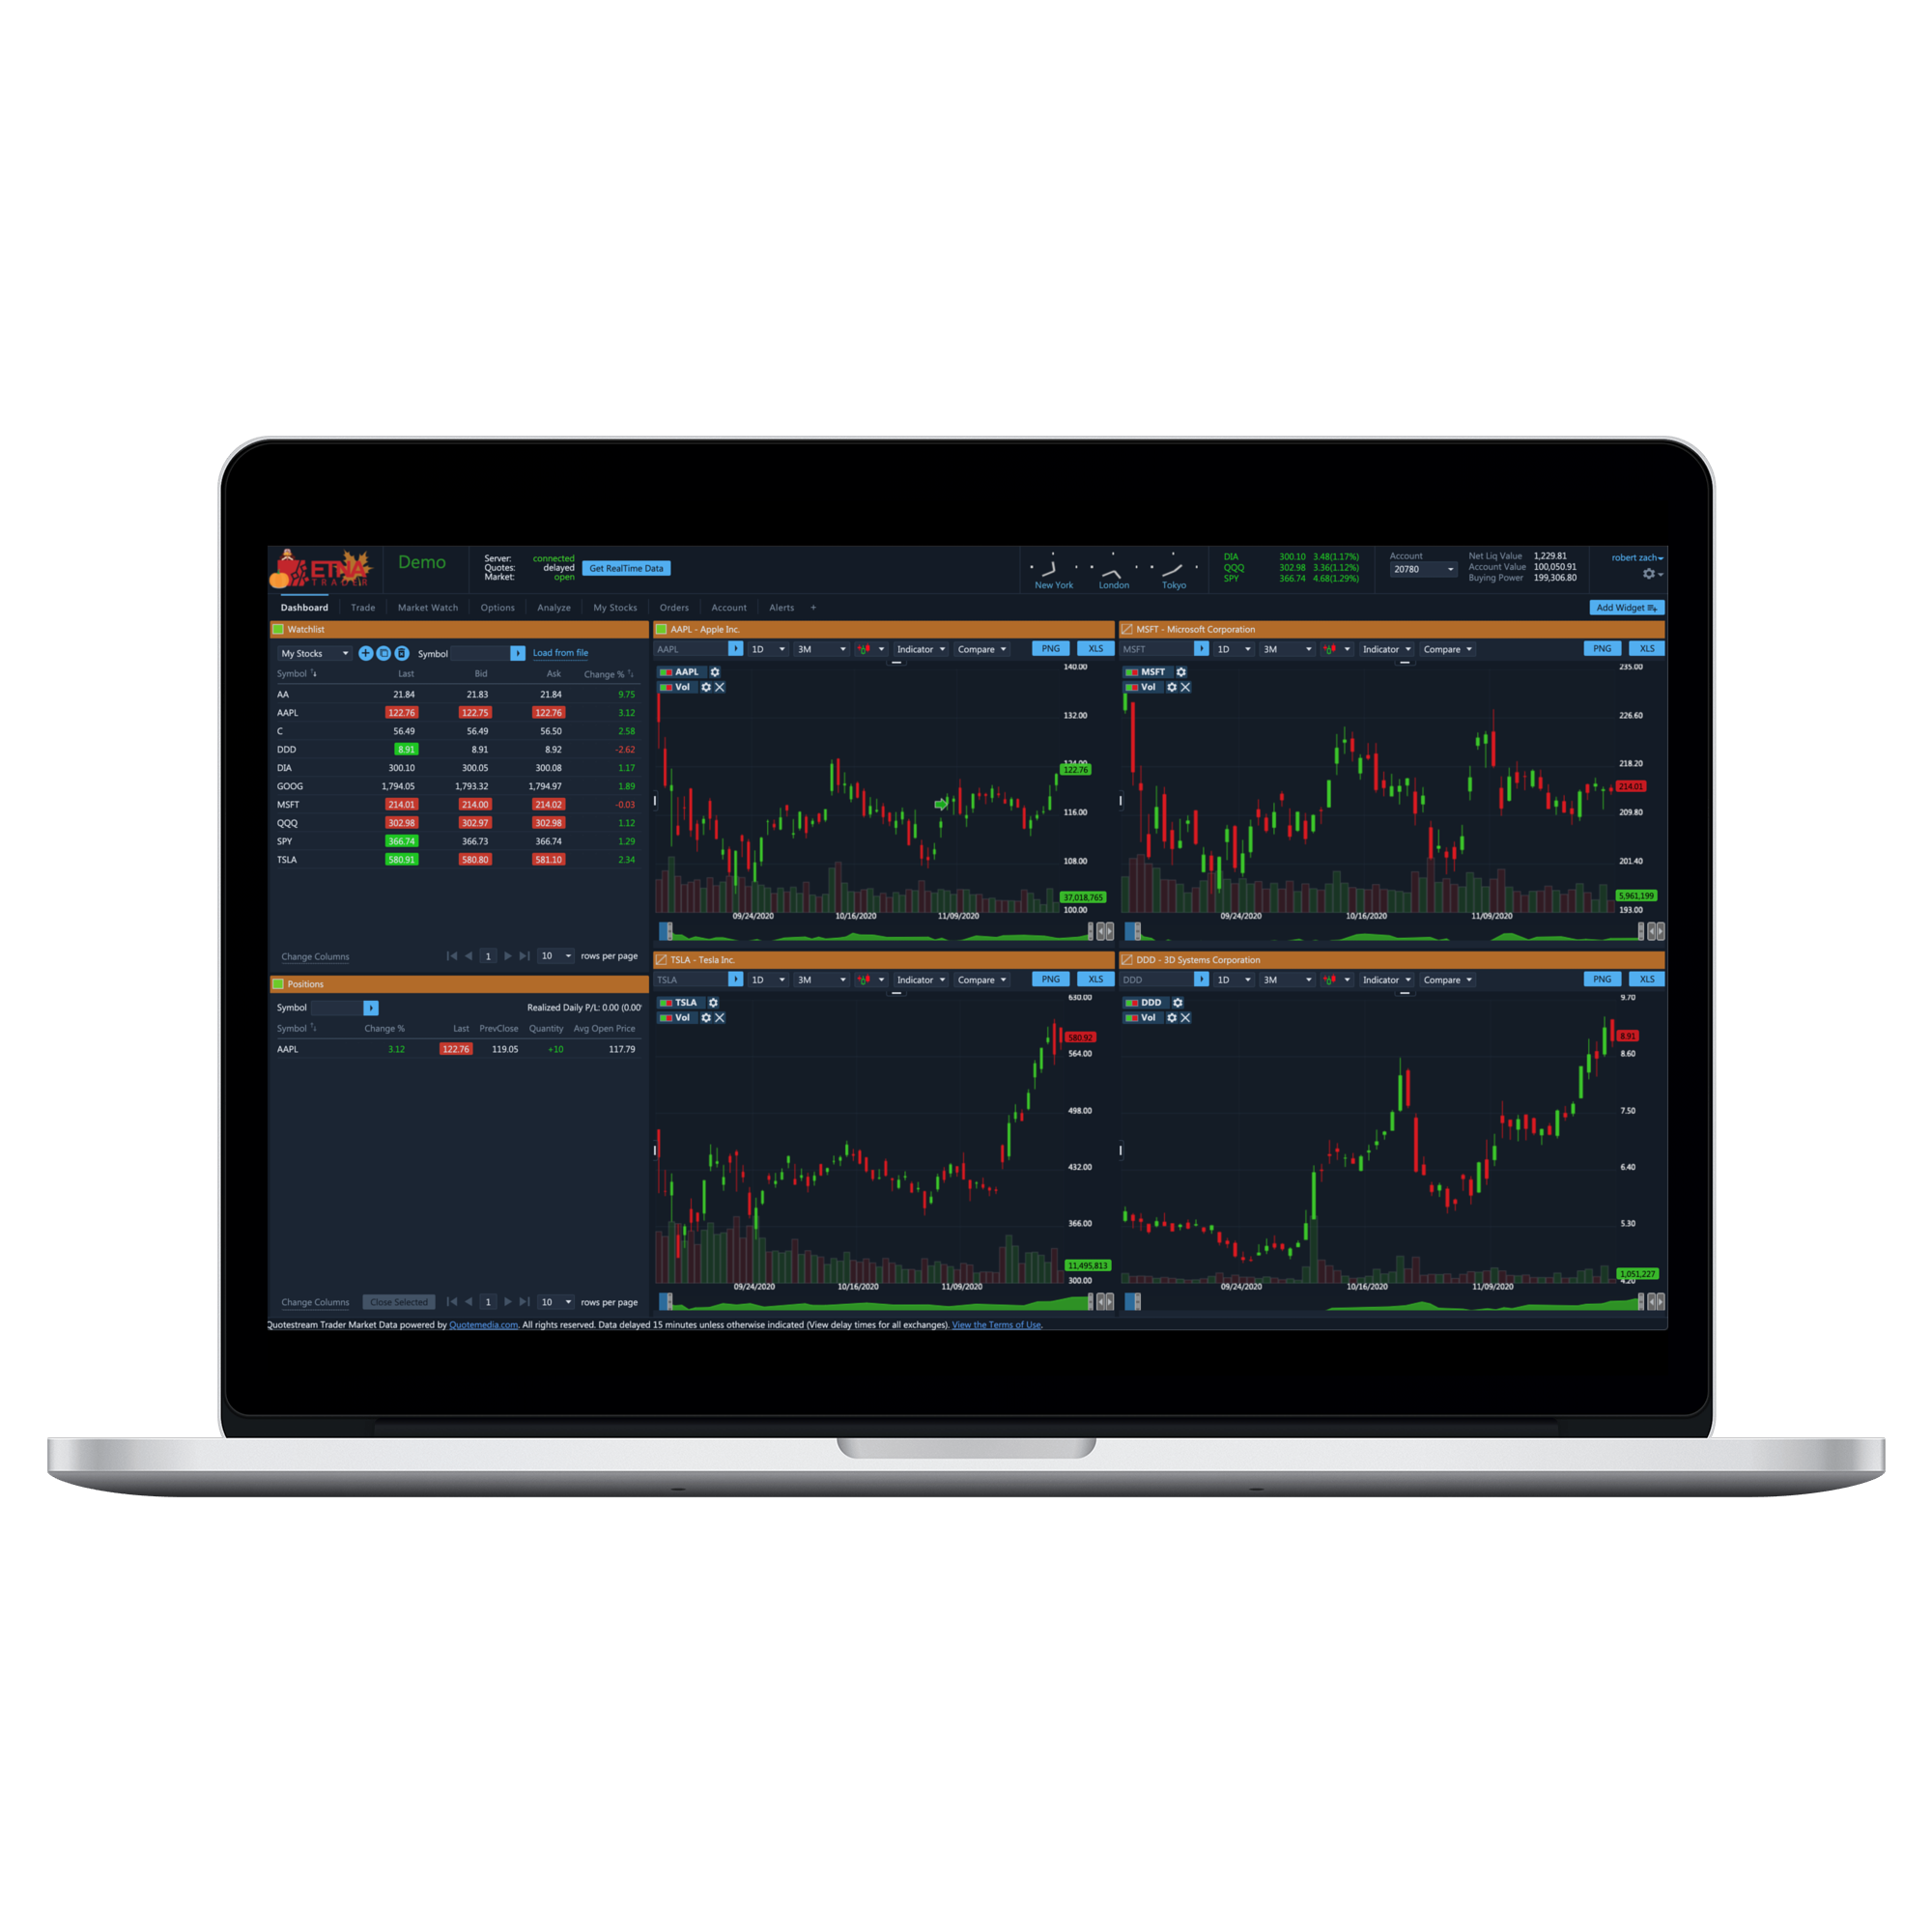 ETNA
TRADER
Demo
Server: connected
Quotes: delayed
Market: open
Get RealTime Data
New York
London
Tokyo
DIA 300.10 3.48(1.17%)
QQQ 302.98 3.36(1.12%)
SPY 366.74 4.68(1.29%)
Account
20780
Net Liq Value 1,229.81
Account Value 100,050.91
Buying Power 199,306.80
robert zach
Dashboard Trade Market Watch Options Analyze My Stocks Orders Account Alerts +
Add Widget
Watchlist
My Stocks Symbol Load from file
Symbol Last Bid Ask Change %
AA 21.84 21.83 21.84 9.75
AAPL 122.76 122.75 122.76 3.12
C 56.49 56.49 56.50 2.58
DDD 8.91 8.91 8.92 -2.62
DIA 300.10 300.05 300.08 1.17
GOOG 1,794.05 1,793.32 1,794.97 1.89
MSFT 214.01 214.00 214.02 -0.03
QQQ 302.98 302.97 302.98 1.12
SPY 366.74 366.73 366.74 1.29
TSLA 580.91 580.80 581.10 2.34
Change Columns 1 10 rows per page
Positions
Symbol Realized Daily P/L: 0.00 (0.00
Symbol Change % Last PrevClose Quantity Avg Open Price
AAPL 3.12 122.76 119.05 +10 117.79
Change Columns Close Selected 1 10 rows per page
AAPL - Apple Inc.
AAPL 1D 3M Indicator Compare PNG XLS
AAPL
Vol
140.00
132.00
124.00
122.76
116.00
108.00
37,018,765
100.00
09/24/2020 10/16/2020 11/09/2020
MSFT - Microsoft Corporation
MSFT 1D 3M Indicator Compare PNG XLS
MSFT
Vol
235.00
226.60
218.20
214.01
209.80
201.40
5,961,199
193.00
09/24/2020 10/16/2020 11/09/2020
TSLA - Tesla Inc.
TSLA 1D 3M Indicator Compare PNG XLS
TSLA
Vol
630.00
580.92
564.00
498.00
432.00
366.00
11,495,813
300.00
09/24/2020 10/16/2020 11/09/2020
DDD - 3D Systems Corporation
DDD 1D 3M Indicator Compare PNG XLS
DDD
Vol
9.70
8.91
8.60
7.50
6.40
5.30
1,051,227
4.20
09/24/2020 10/16/2020 11/09/2020
Quotestream Trader Market Data powered by Quotemedia.com. All rights reserved. Data delayed 15 minutes unless otherwise indicated (View delay times for all exchanges). View the Terms of Use.